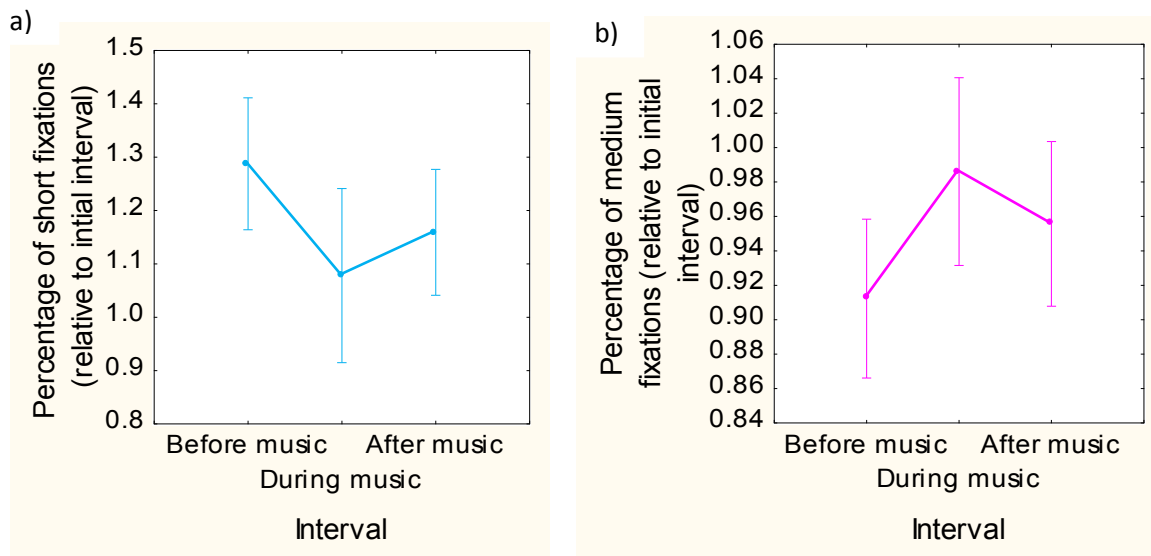 a)
Percentage of short fixations
(relative to intial interval)
1.5
1.4
1.3
1.2
1.1
1.0
0.9
0.8
Before music
After music
During music
Interval
b)
Percentage of medium
fixations (relative to initial
interval)
1.06
1.04
1.02
1.00
0.98
0.96
0.94
0.92
0.90
0.88
0.86
0.84
Before music
After music
During music
Interval